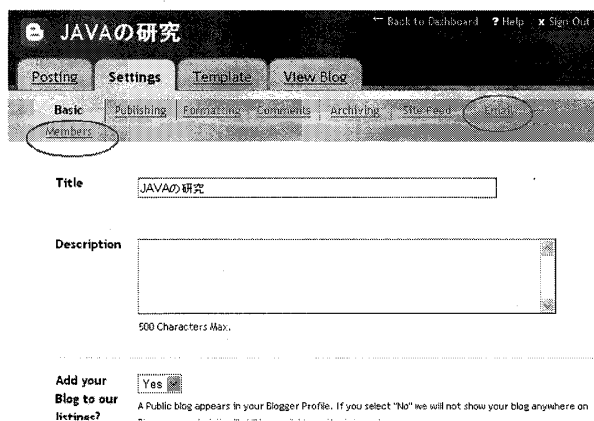 ← Back to Dashboard ? Help x Sign Out
JAVAの研究
Posting Settings Template View Blog
Basic Publishing Formatting Comments Archiving Site Feed Email
Members
Title JAVAの研究
Description
500 Characters Max.
Add your Blog to our listings? Yes
A Public blog appears in your Blogger Profile. If you select "No" we will not show your blog anywhere on